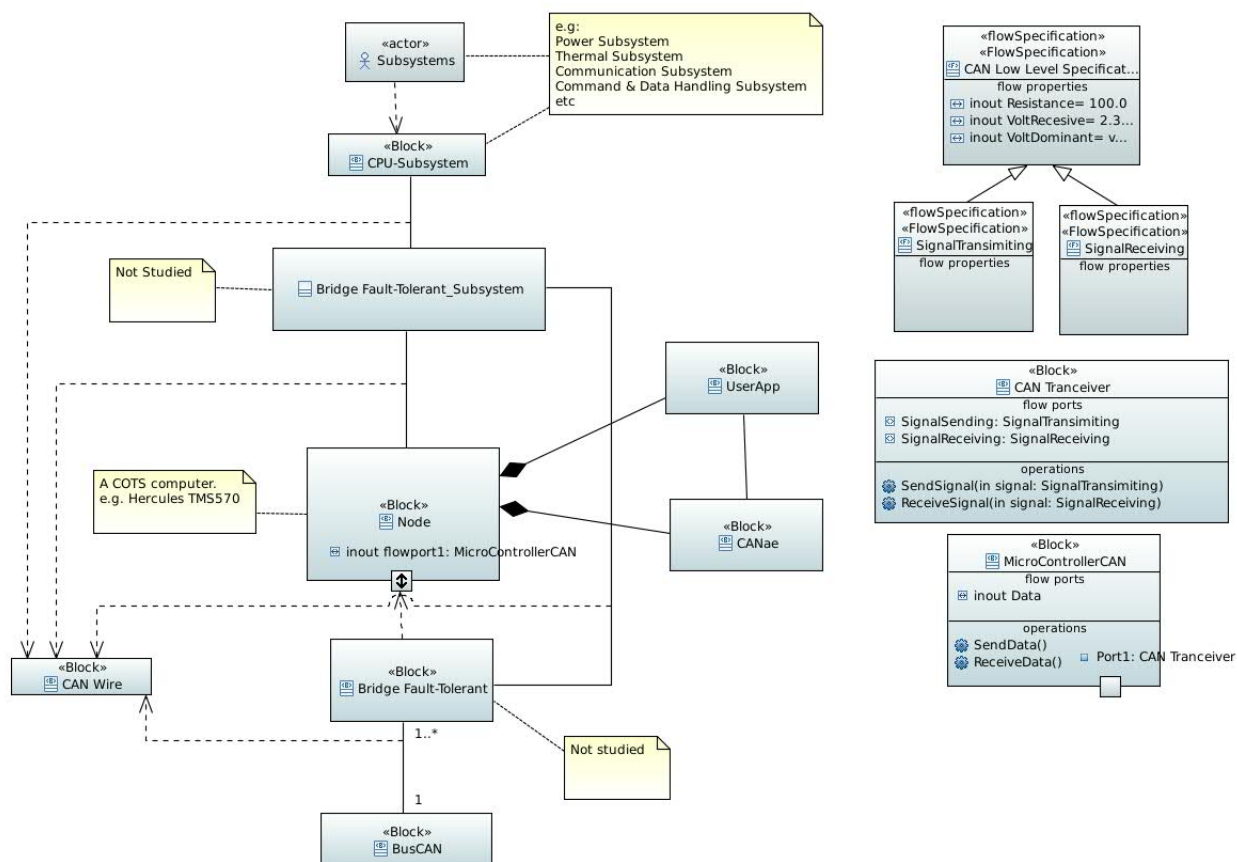 «actor»
Subsystems
e.g:
Power Subsystem
Thermal Subsystem
Communication Subsystem
Command & Data Handling Subsystem
etc
«Block»
CPU-Subsystem
Not Studied
Bridge Fault-Tolerant_Subsystem
«Block»
UserApp
A COTS computer.
e.g. Hercules TMS570
«Block»
Node
inout flowport1: MicroControllerCAN
«Block»
CANae
«Block»
CAN Wire
«Block»
Bridge Fault-Tolerant
1..*
Not studied
1
«Block»
BusCAN
«flowSpecification»
«FlowSpecification»
CAN Low Level Specificat...
flow properties
inout Resistance= 100.0
inout VoltRecesive= 2.3...
inout VoltDominant= v...
«flowSpecification»
«FlowSpecification»
SignalTransimiting
flow properties
«flowSpecification»
«FlowSpecification»
SignalReceiving
flow properties
«Block»
CAN Tranceiver
flow ports
SignalSending: SignalTransimiting
SignalReceiving: SignalReceiving
operations
SendSignal(in signal: SignalTransimiting)
ReceiveSignal(in signal: SignalReceiving)
«Block»
MicroControllerCAN
flow ports
inout Data
operations
SendData()
ReceiveData()
Port1: CAN Tranceiver